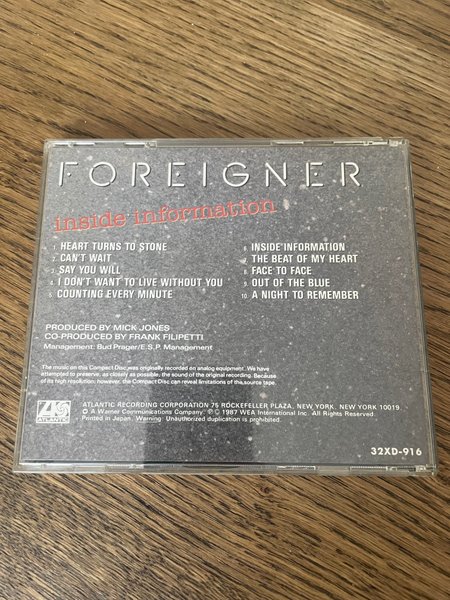 FOREIGNER
inside information
1. HEART TURNS TO STONE
2. CAN'T WAIT
3. SAY YOU WILL
4. I DON'T WANT TO LIVE WITHOUT YOU
5. COUNTING EVERY MINUTE
6. INSIDE INFORMATION
7. THE BEAT OF MY HEART
8. FACE TO FACE
9. OUT OF THE BLUE
10. A NIGHT TO REMEMBER
PRODUCED BY MICK JONES
CO-PRODUCED BY FRANK FILIPETTI
Management: Bud Prager/E.S.P. Management
The music on this Compact Disc was originally recorded on analog equipment. We have
attempted to preserve, as closely as possible, the sound of the original recording. Because
of its high resolution, however, the Compact Disc can reveal limitations of the source tape.
ATLANTIC
ATLANTIC RECORDING CORPORATION 75 ROCKEFELLER PLAZA, NEW YORK, NEW YORK 10019.
© A Warner Communications Company. ℗ © 1987 WEA International Inc. All Rights Reserved.
Printed in Japan. Warning: Unauthorized duplication is prohibited.
32XD-916